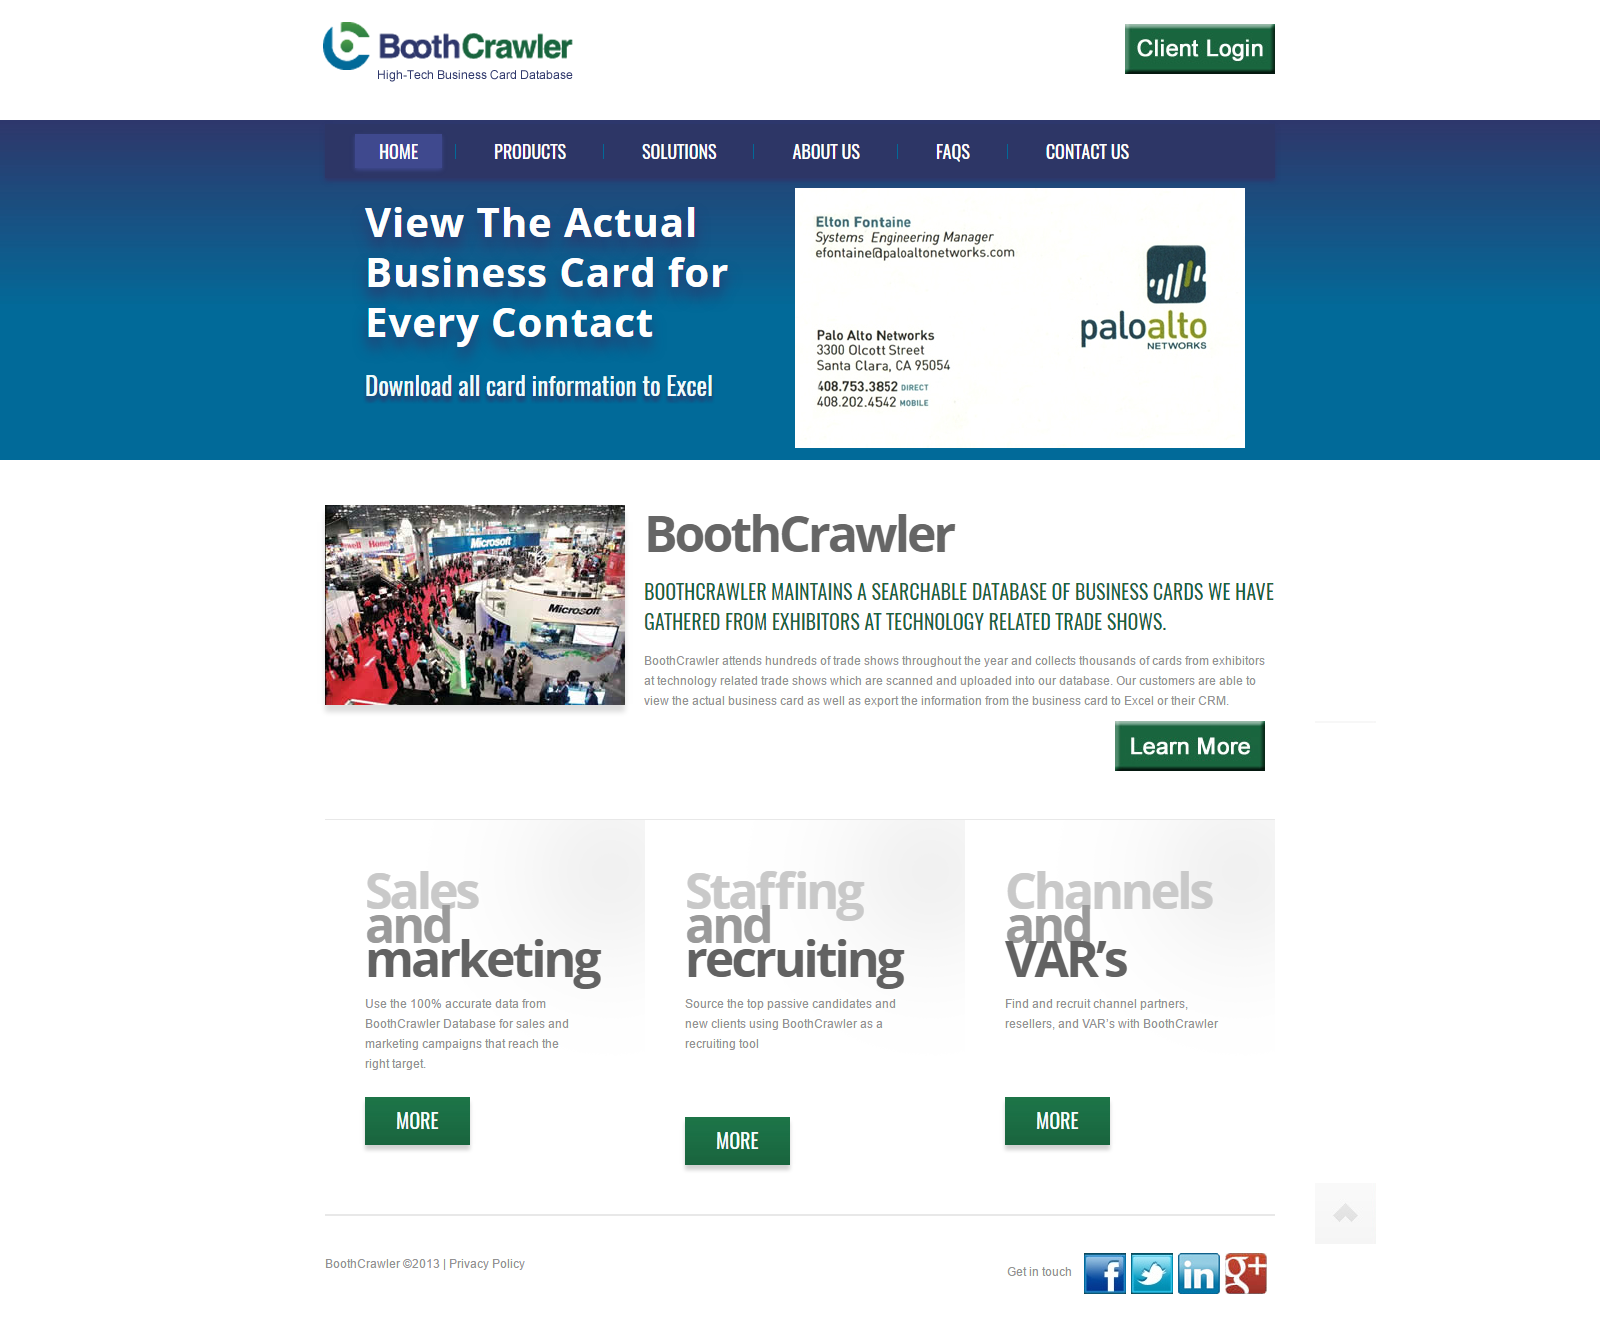 BoothCrawler
High-Tech Business Card Database
Client Login
HOME
PRODUCTS
SOLUTIONS
ABOUT US
FAQS
CONTACT US
View The Actual
Business Card for
Every Contact
Download all card information to Excel
Elton Fontaine
Systems Engineering Manager
efontaine@paloaltonetworks.com
paloalto
NETWORKS
Palo Alto Networks
3300 Olcott Street
Santa Clara, CA 95054
408.753.3852 DIRECT
408.202.4542 MOBILE
Microsoft
Microsoft
BoothCrawler
BOOTHCRAWLER MAINTAINS A SEARCHABLE DATABASE OF BUSINESS CARDS WE HAVE
GATHERED FROM EXHIBITORS AT TECHNOLOGY RELATED TRADE SHOWS.
BoothCrawler attends hundreds of trade shows throughout the year and collects thousands of cards from exhibitors
at technology related trade shows which are scanned and uploaded into our database. Our customers are able to
view the actual business card as well as export the information from the business card to Excel or their CRM.
Learn More
Sales
and
marketing
Use the 100% accurate data from
BoothCrawler Database for sales and
marketing campaigns that reach the
right target.
MORE
Staffing
and
recruiting
Source the top passive candidates and
new clients using BoothCrawler as a
recruiting tool
MORE
Channels
and
VAR's
Find and recruit channel partners,
resellers, and VAR's with BoothCrawler
MORE
BoothCrawler ©2013 | Privacy Policy
Get in touch
f
in
g+